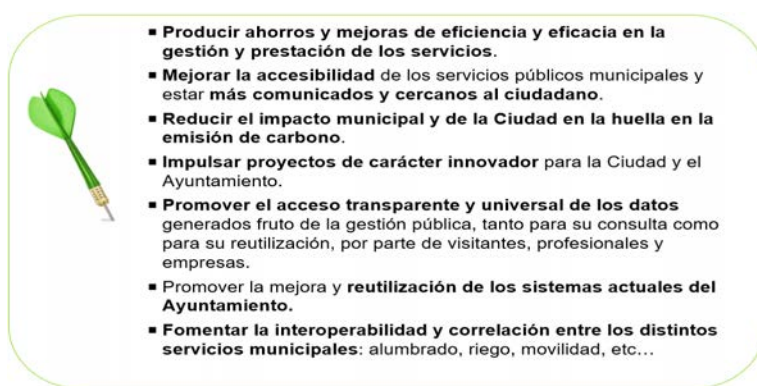 ▪ Producir ahorros y mejoras de eficiencia y eficacia en la
gestión y prestación de los servicios.
▪ Mejorar la accesibilidad de los servicios públicos municipales y
estar más comunicados y cercanos al ciudadano.
▪ Reducir el impacto municipal y de la Ciudad en la huella en la
emisión de carbono.
▪ Impulsar proyectos de carácter innovador para la Ciudad y el
Ayuntamiento.
▪ Promover el acceso transparente y universal de los datos
generados fruto de la gestión pública, tanto para su consulta como
para su reutilización, por parte de visitantes, profesionales y
empresas.
▪ Promover la mejora y reutilización de los sistemas actuales del
Ayuntamiento.
▪ Fomentar la interoperabilidad y correlación entre los distintos
servicios municipales: alumbrado, riego, movilidad, etc…